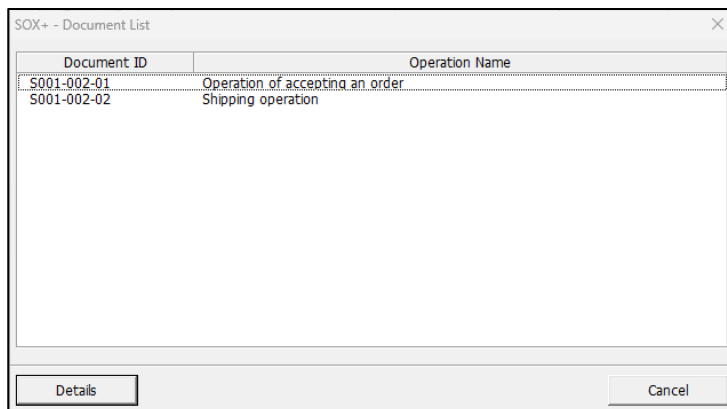 SOX+ - Document List
Document ID Operation Name
S001-002-01 Operation of accepting an order
S001-002-02 Shipping operation
Details Cancel